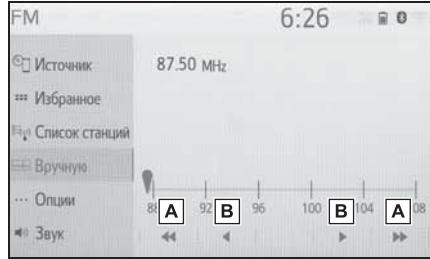 FM 6:26
Источник
87.50 MHz
Избранное
Список станций
Вручную
Опции
88 A 92 B 96 100 B 104 A 108
Звук